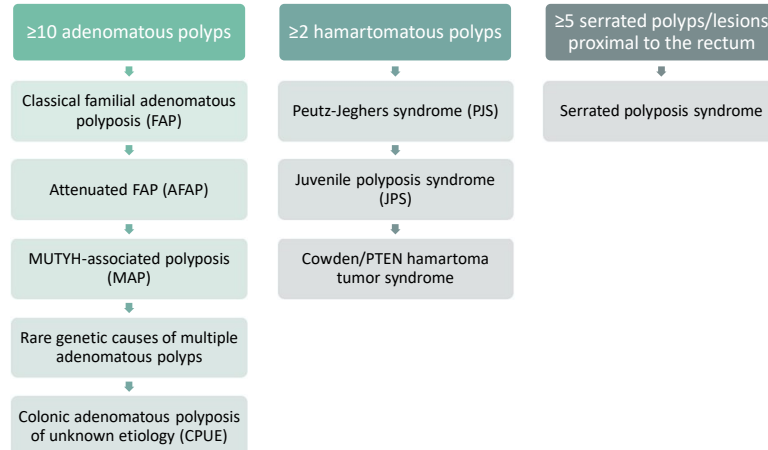 ≥10 adenomatous polyps
Classical familial adenomatous
polyposis (FAP)
Attenuated FAP (AFAP)
MUTYH-associated polyposis
(MAP)
Rare genetic causes of multiple
adenomatous polyps
Colonic adenomatous polyposis
of unknown etiology (CPUE)
≥2 hamartomatous polyps
Peutz-Jeghers syndrome (PJS)
Juvenile polyposis syndrome
(JPS)
Cowden/PTEN hamartoma
tumor syndrome
≥5 serrated polyps/lesions
proximal to the rectum
Serrated polyposis syndrome